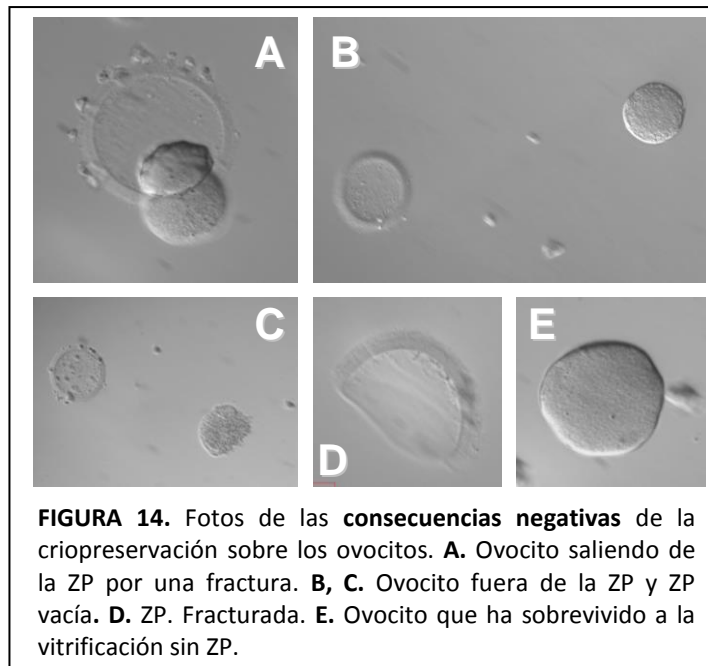 A
B
C
D
E
FIGURA 14. Fotos de las consecuencias negativas de la
criopreservación sobre los ovocitos. A. Ovocito saliendo de
la ZP por una fractura. B, C. Ovocito fuera de la ZP y ZP
vacía. D. ZP. Fracturada. E. Ovocito que ha sobrevivido a la
vitrificación sin ZP.